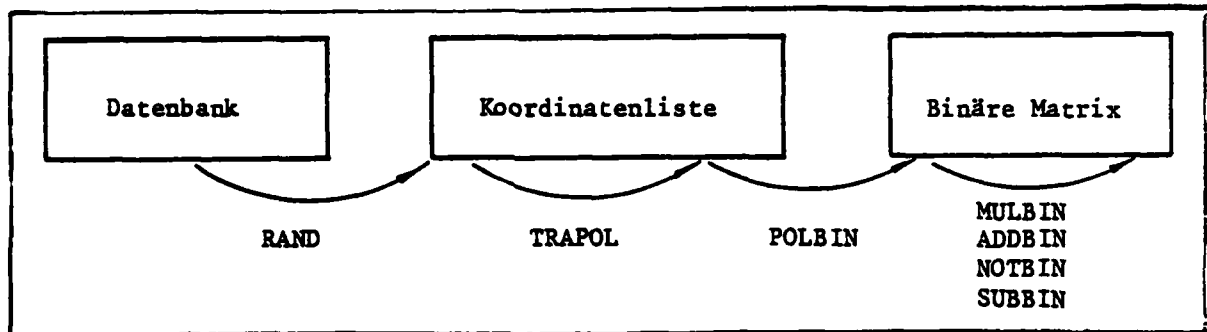 Datenbank
Koordinatenliste
Binäre Matrix
RAND
TRAPOL
POLBIN
MULBIN
ADDBIN
NOTBIN
SUBBIN